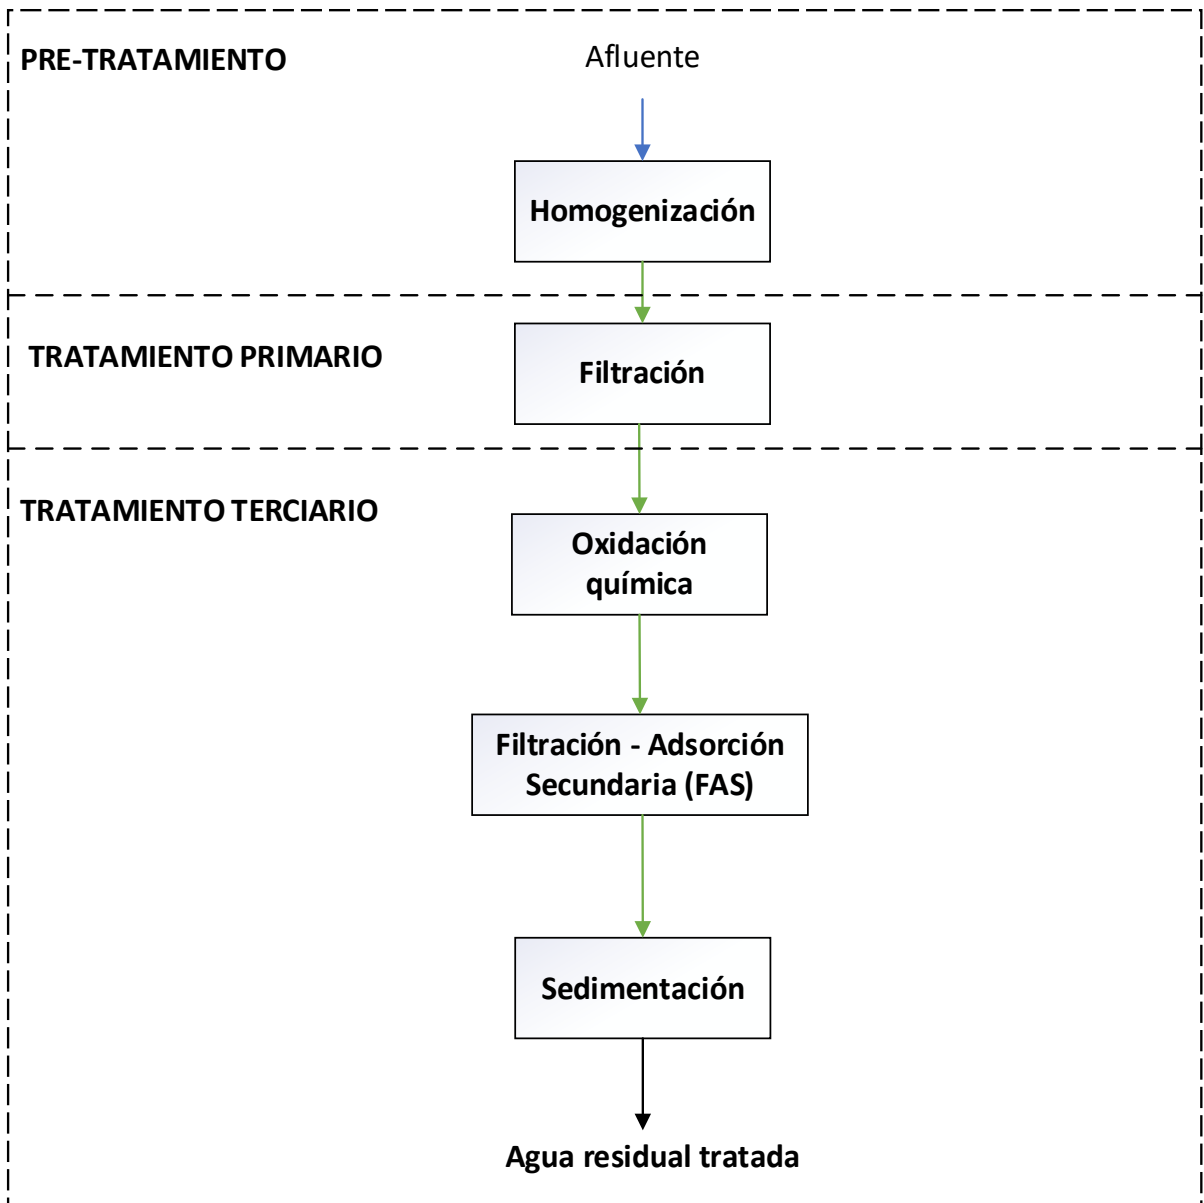 PRE-TRATAMIENTO
Afluente
Homogenización
TRATAMIENTO PRIMARIO
Filtración
TRATAMIENTO TERCIARIO
Oxidación
química
Filtración - Adsorción
Secundaria (FAS)
Sedimentación
Agua residual tratada